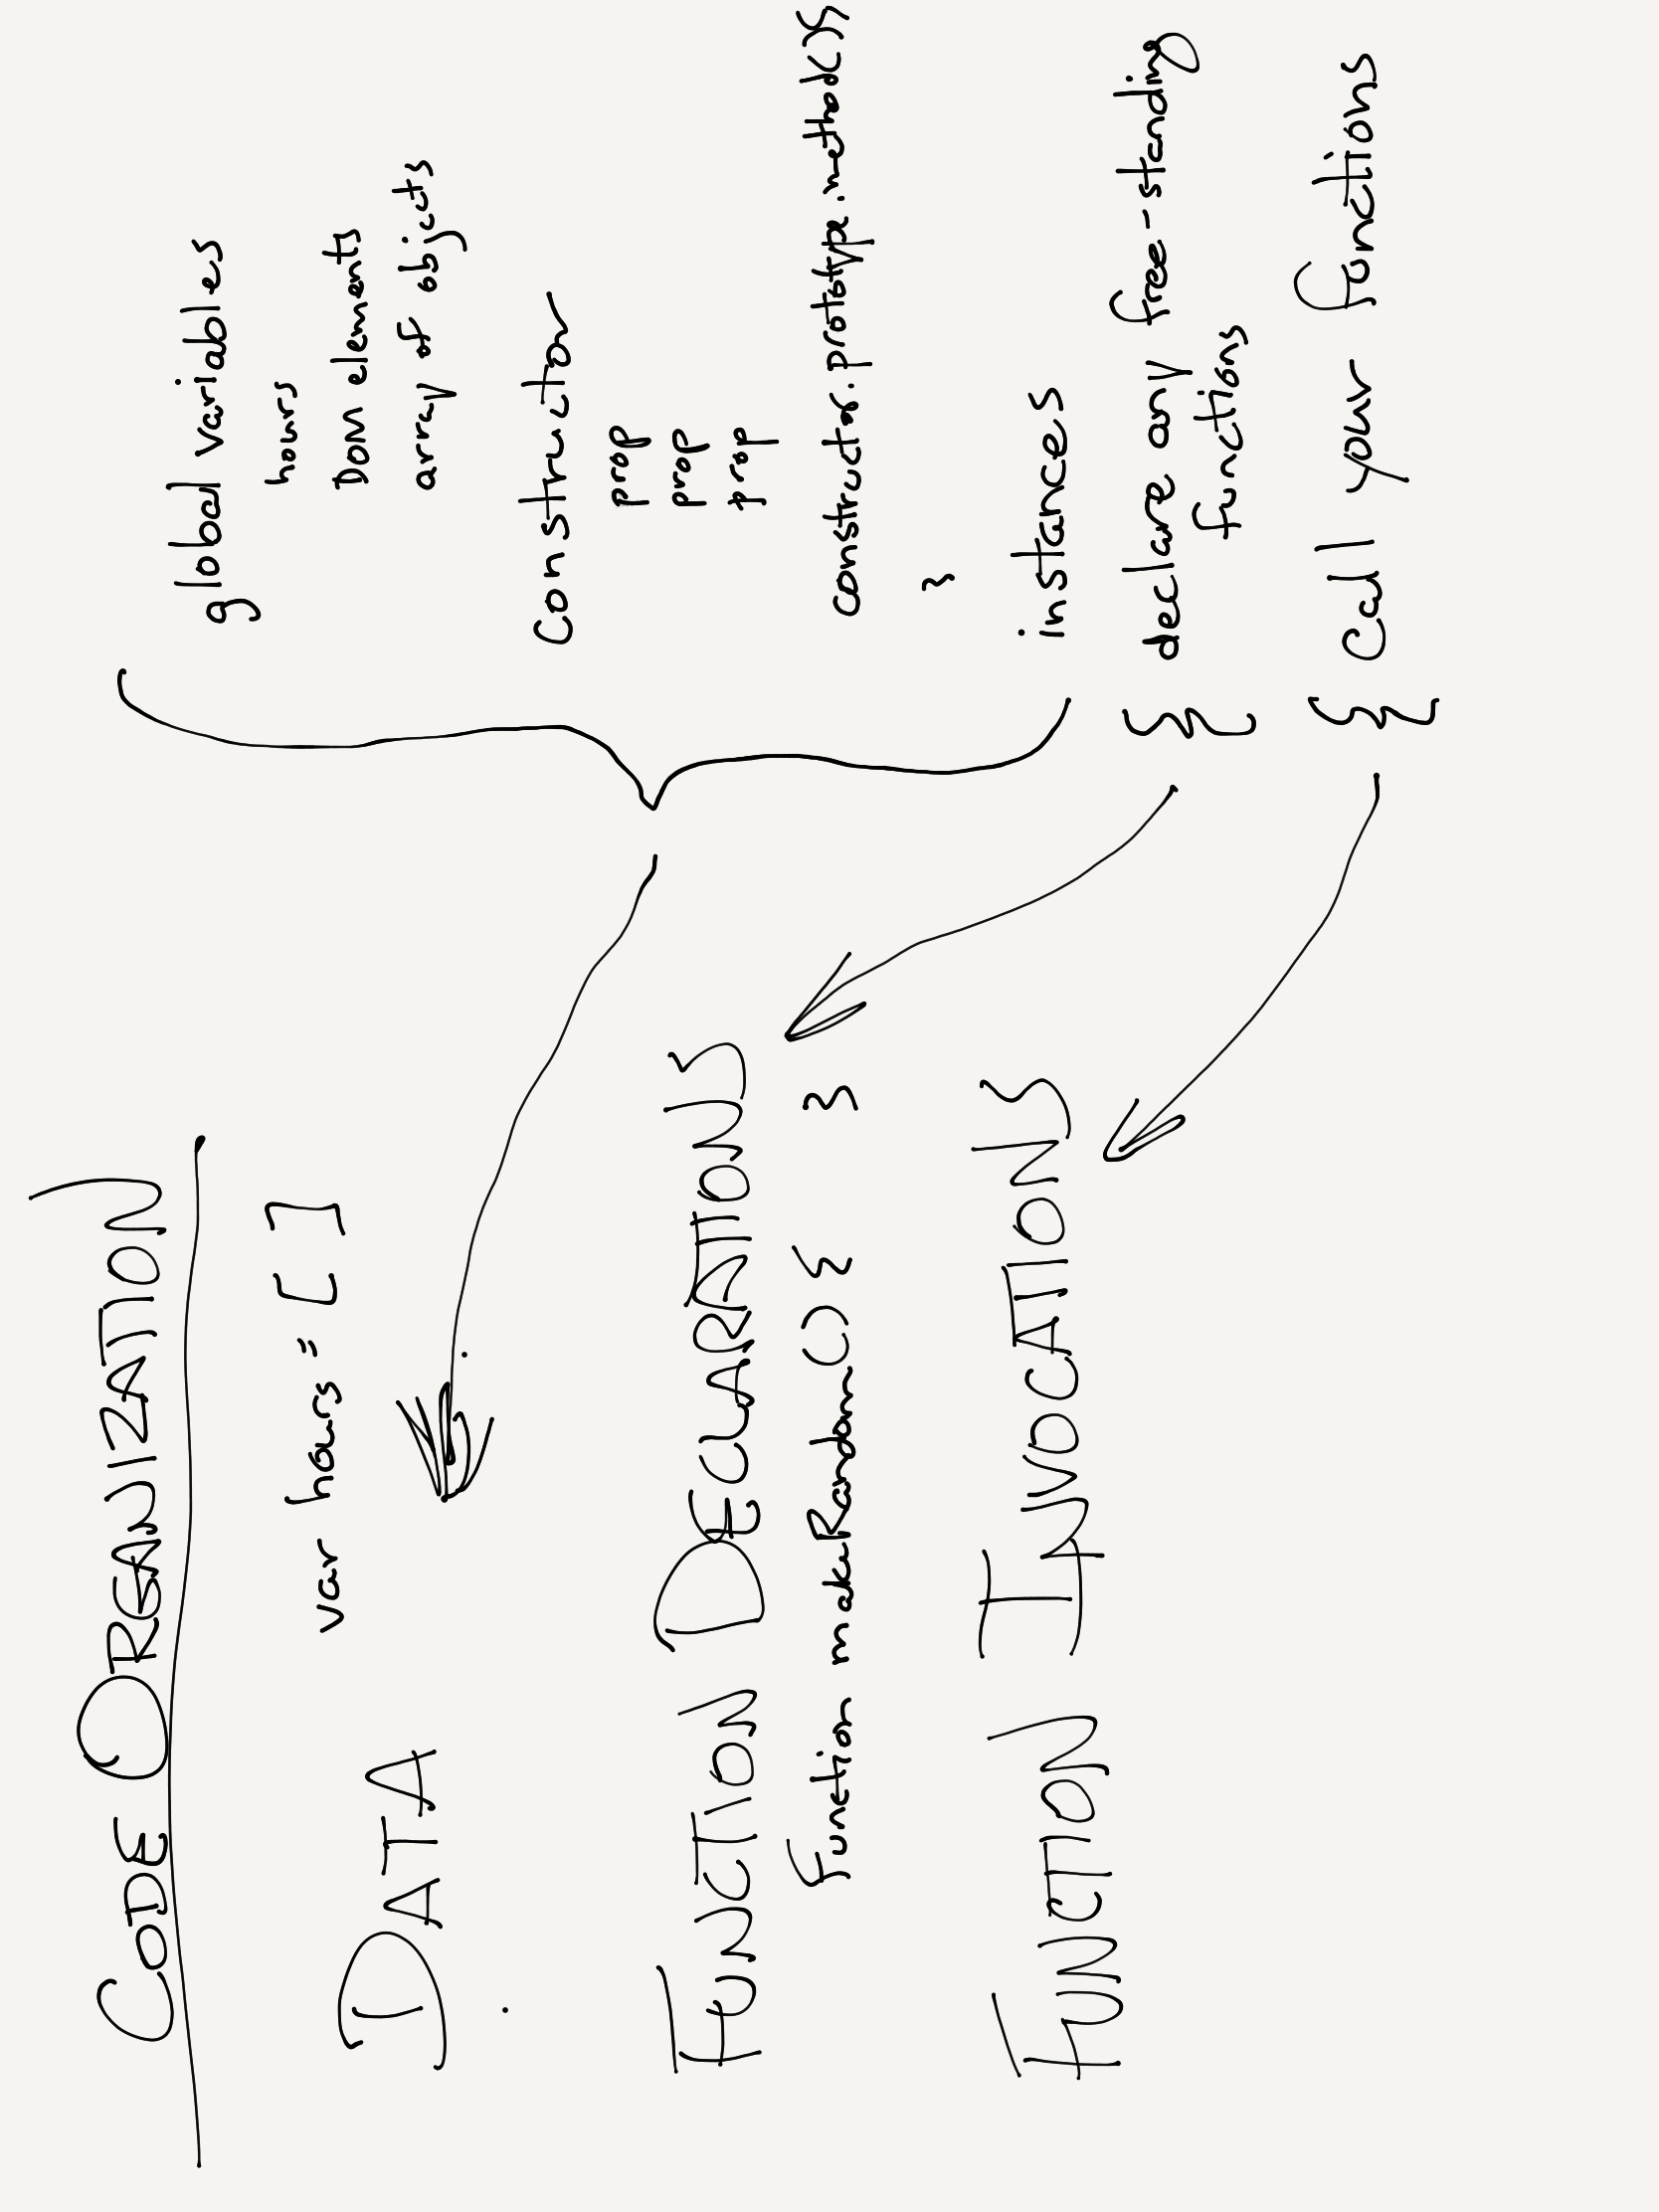 CODE ORGANIZATION
var hours = [ ]
DATA
FUNCTION DECLARATIONS
function makeRandom() { }
FUNCTION INVOCATIONS
global variables
hours
DOM elements
array of objects
Constructor
prop
prop
prop
constructor.prototype.method(){
}
instances
{ declare any free-standing
functions
{ Call your functions